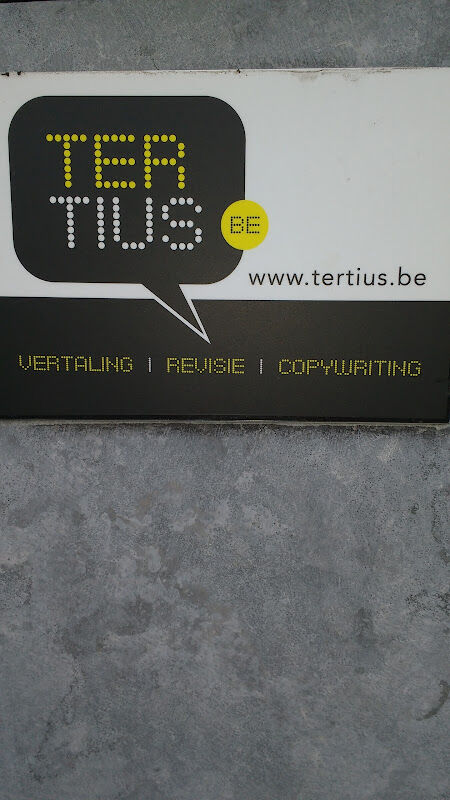 TER
TIUS
BE
www.tertius.be
VERTALING | REVISIE | COPYWRITING